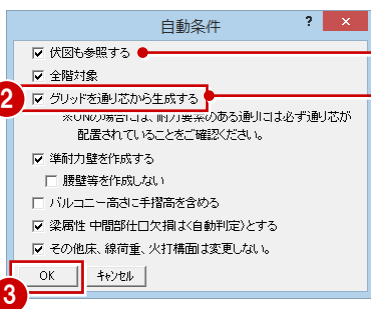 自動条件
?
×
伏図も参照する
全階対象
2
グリッドを通り芯から生成する
※ONの場合には、耐力要素のある通りには必ず通り芯が
配置されていることをご確認ください。
準耐力壁を作成する
腰壁等を作成しない
バルコニー高さに手摺高を含める
梁属性 中間部仕口欠損は<自動判定>とする
その他床、線荷重、火打構面は変更しない。
OK
キャンセル
3